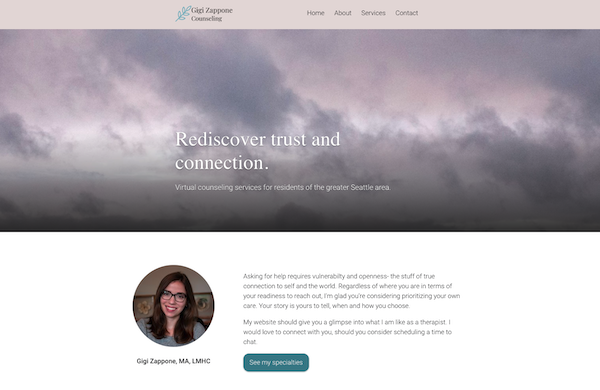 Gigi Zappone
Counseling
Home About Services Contact
Rediscover trust and
connection.
Virtual counseling services for residents of the greater Seattle area.
Asking for help requires vulnerabilty and openness- the stuff of true
connection to self and the world. Regardless of where you are in terms of
your readiness to reach out, I'm glad you're considering prioritizing your own
care. Your story is yours to tell, when and how you choose.
My website should give you a glimpse into what I am like as a therapist. I
would love to connect with you, should you consider scheduling a time to
chat.
Gigi Zappone, MA, LMHC
See my specialties